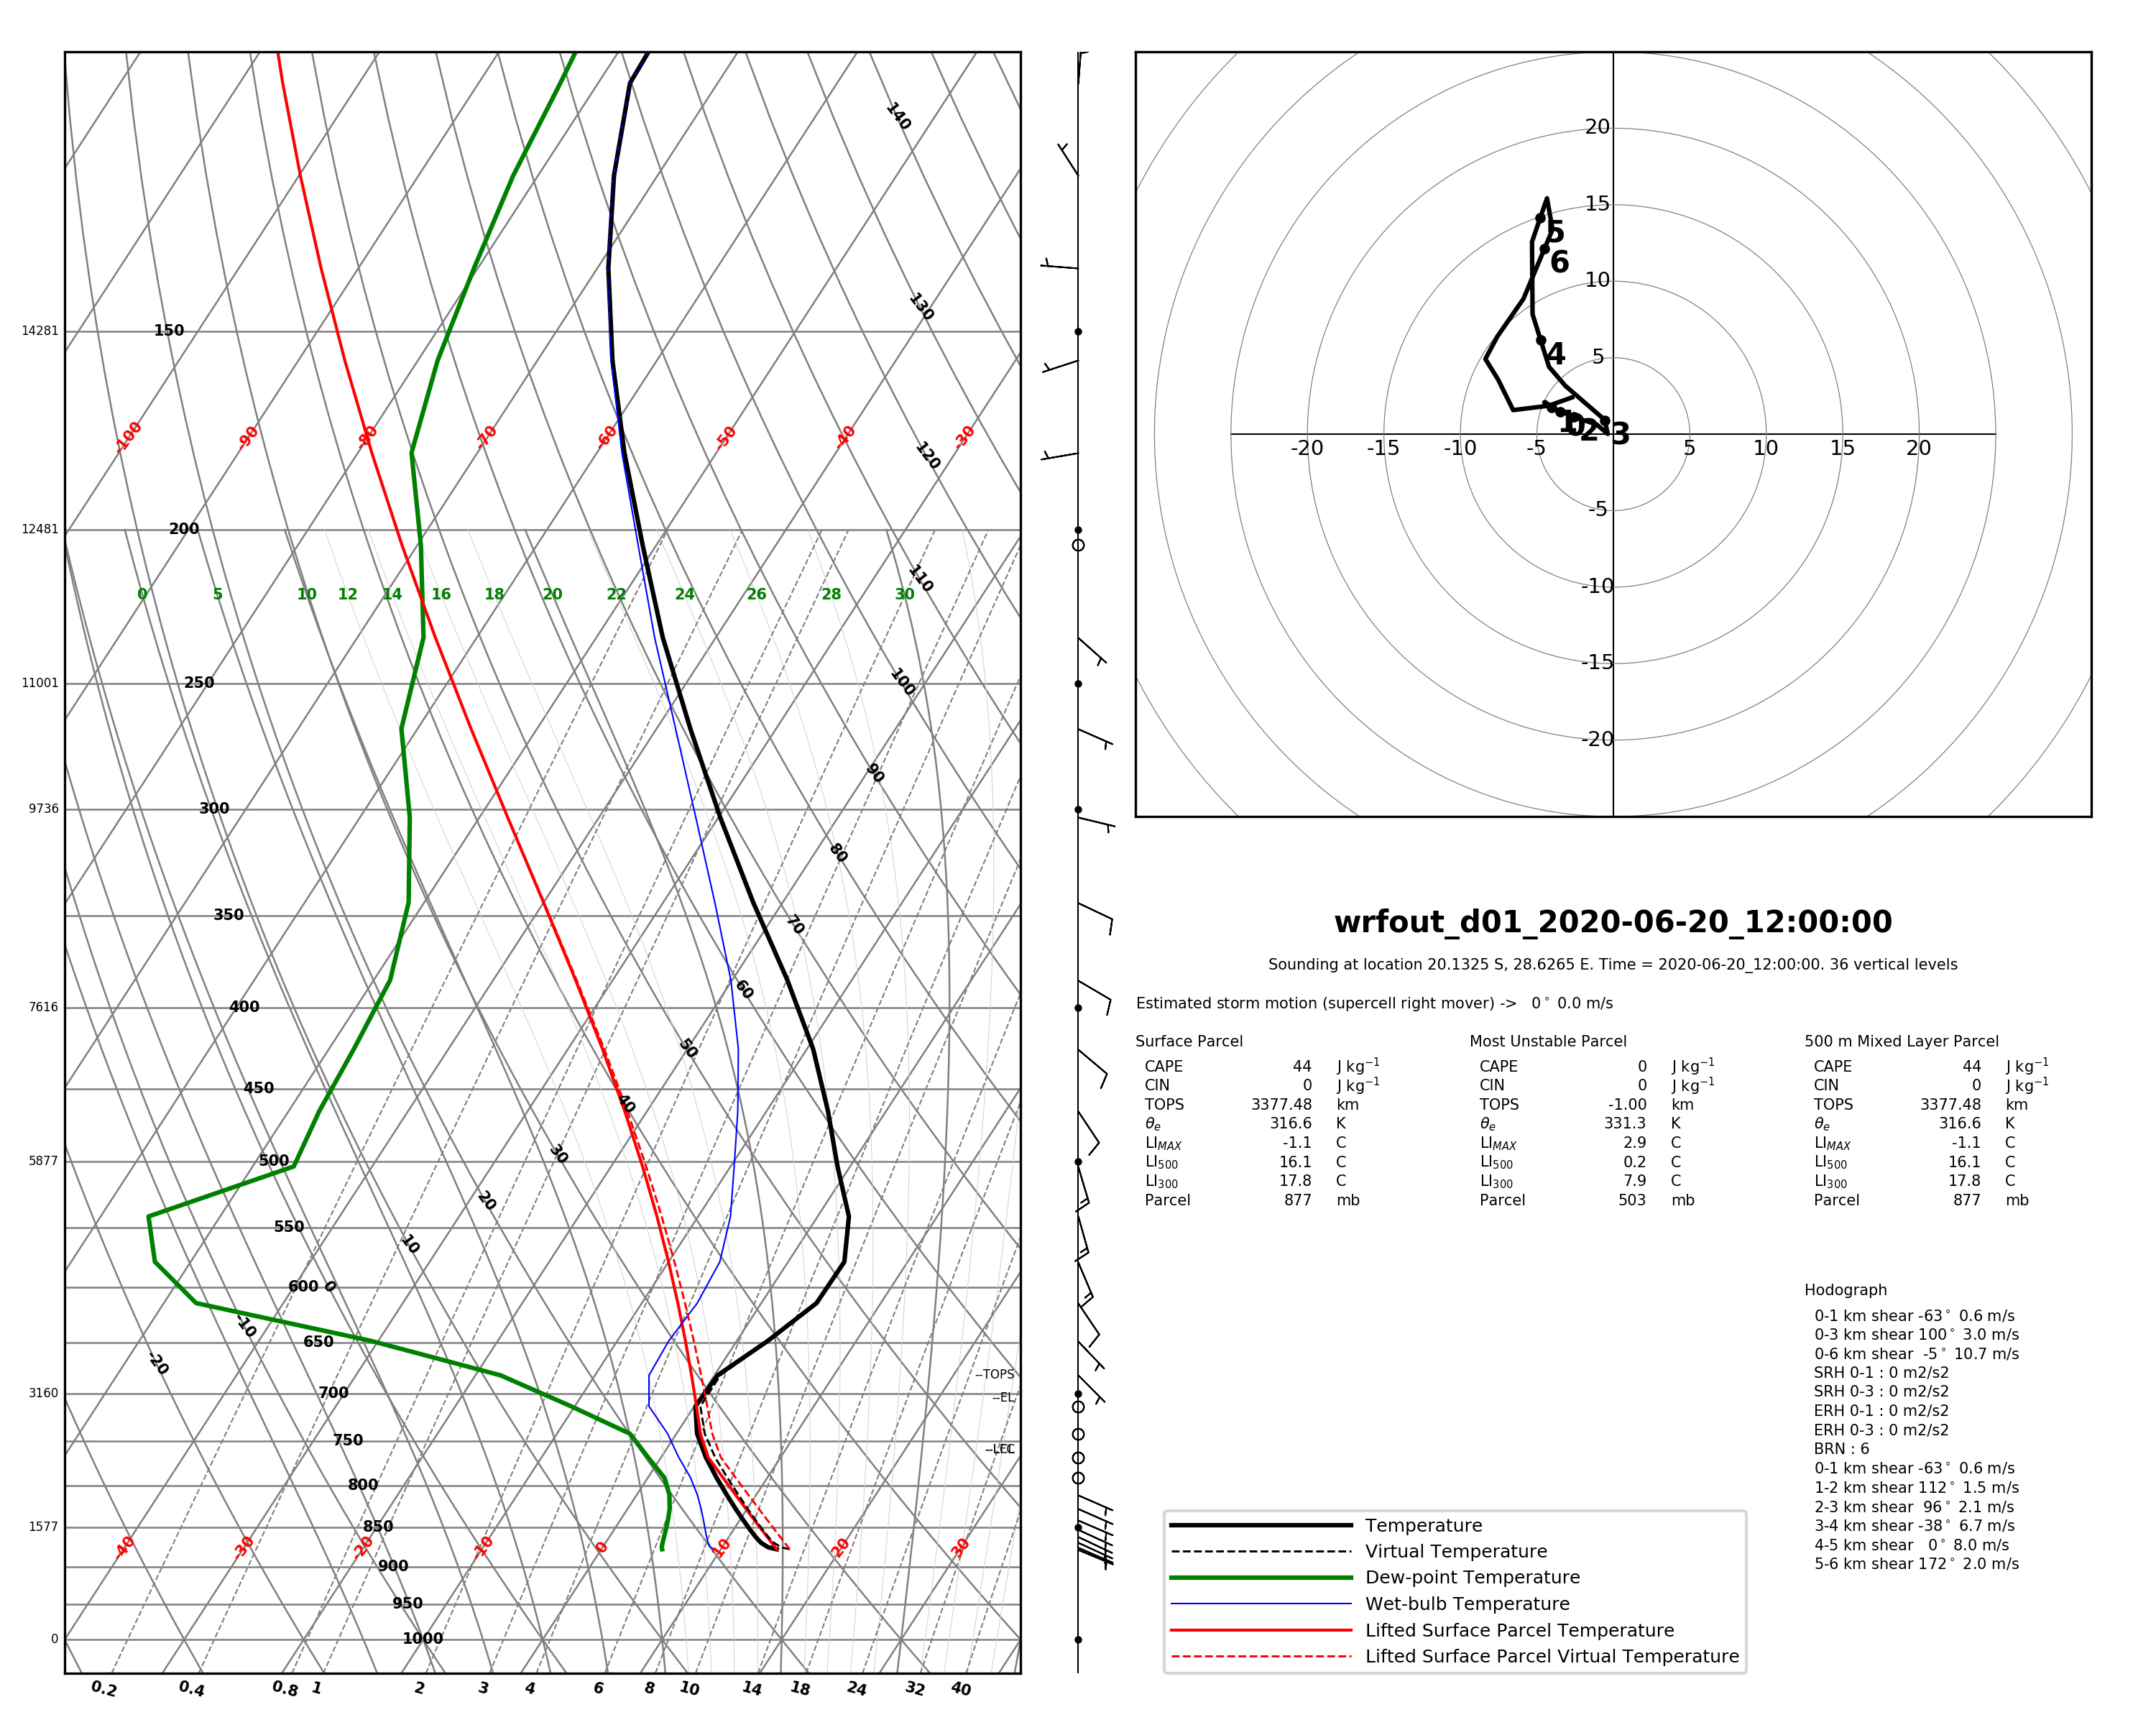 140
130
120
110
100
90
80
70
60
50
40
30
20
10
0
-10
-20
14281 150
-100 -90 -80 -70 -60 -50 -40 -30
12481 200
0 5 10 12 14 16 18 20 22 24 26 28 30
11001 250
9736 300
350
7616 400
450
5877 500
550
600
650
--TOPS
3160 700
--EL
750
800
1577 850
-40 -30 -20 -10 0 10 20 30
900
950
0 1000
0.2 0.4 0.8 1 2 3 4 6 8 10 14 18 24 32 40
20
15
10
5
-5
-10
-15
-20
-20 -15 -10 -5 5 10 15 20
5
6
4
1
0
2
3
wrfout_d01_2020-06-20_12:00:00
Sounding at location 20.1325 S, 28.6265 E. Time = 2020-06-20_12:00:00. 36 vertical levels
Estimated storm motion (supercell right mover) -> 0° 0.0 m/s
Surface Parcel
CAPE 44 J kg⁻¹
CIN 0 J kg⁻¹
TOPS 3377.48 km
θe 316.6 K
LI MAX -1.1 C
LI 500 16.1 C
LI 300 17.8 C
Parcel 877 mb
Most Unstable Parcel
CAPE 0 J kg⁻¹
CIN 0 J kg⁻¹
TOPS -1.00 km
θe 331.3 K
LI MAX 2.9 C
LI 500 0.2 C
LI 300 7.9 C
Parcel 503 mb
500 m Mixed Layer Parcel
CAPE 44 J kg⁻¹
CIN 0 J kg⁻¹
TOPS 3377.48 km
θe 316.6 K
LI MAX -1.1 C
LI 500 16.1 C
LI 300 17.8 C
Parcel 877 mb
Hodograph
0-1 km shear -63° 0.6 m/s
0-3 km shear 100° 3.0 m/s
0-6 km shear -5° 10.7 m/s
SRH 0-1 : 0 m2/s2
SRH 0-3 : 0 m2/s2
ERH 0-1 : 0 m2/s2
ERH 0-3 : 0 m2/s2
BRN : 6
0-1 km shear -63° 0.6 m/s
1-2 km shear 112° 1.5 m/s
2-3 km shear 96° 2.1 m/s
3-4 km shear -38° 6.7 m/s
4-5 km shear 0° 8.0 m/s
5-6 km shear 172° 2.0 m/s
Temperature
Virtual Temperature
Dew-point Temperature
Wet-bulb Temperature
Lifted Surface Parcel Temperature
Lifted Surface Parcel Virtual Temperature